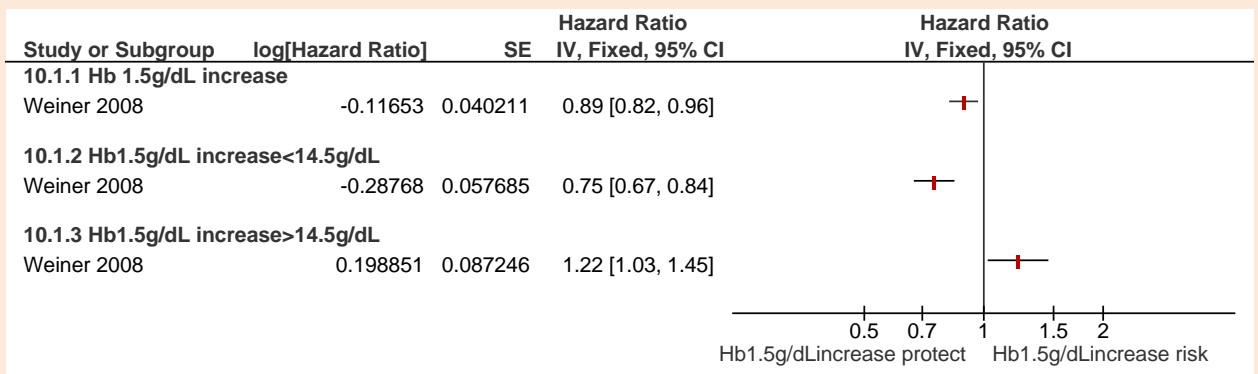 Hazard Ratio Hazard Ratio
Study or Subgroup log[Hazard Ratio] SE IV, Fixed, 95% CI IV, Fixed, 95% CI
10.1.1 Hb 1.5g/dL increase
Weiner 2008 -0.11653 0.040211 0.89 [0.82, 0.96]
10.1.2 Hb1.5g/dL increase<14.5g/dL
Weiner 2008 -0.28768 0.057685 0.75 [0.67, 0.84]
10.1.3 Hb1.5g/dL increase>14.5g/dL
Weiner 2008 0.198851 0.087246 1.22 [1.03, 1.45]
0.5 0.7 1 1.5 2
Hb1.5g/dLincrease protect Hb1.5g/dLincrease risk